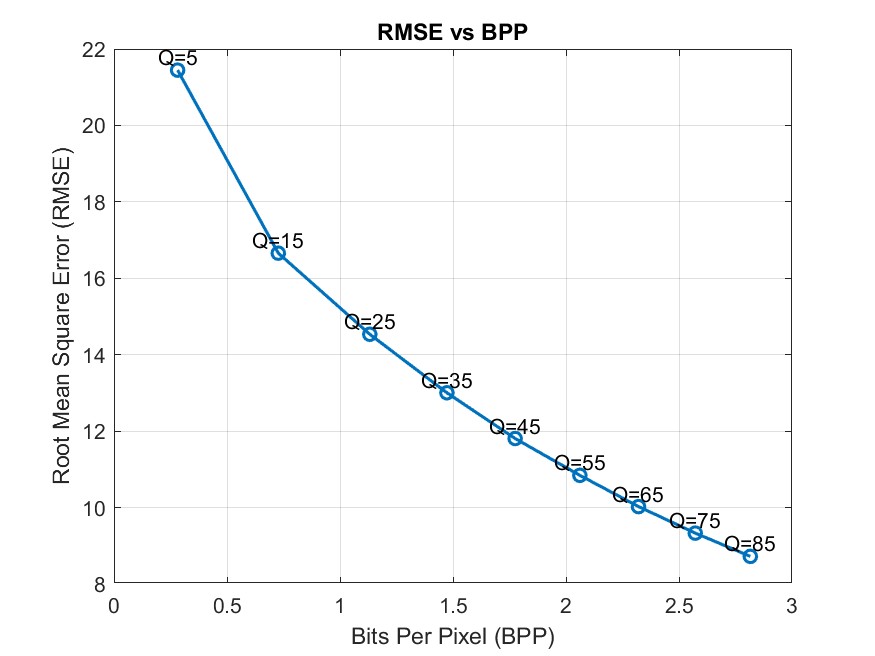 RMSE vs BPP
22
Q=5
20
18
Q=15
16
Q=25
14
Q=35
12
Q=45
Q=55
10
Q=65
Q=75
Q=85
8
Root Mean Square Error (RMSE)
0
0.5
1
1.5
2
2.5
3
Bits Per Pixel (BPP)